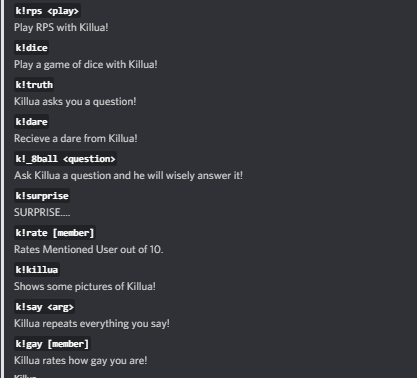 k!rps <play>
Play RPS with Killua!
k!dice
Play a game of dice with Killua!
k!truth
Killua asks you a question!
k!dare
Recieve a dare from Killua!
k!_8ball <question>
Ask Killua a question and he will wisely answer it!
k!surprise
SURPRISE....
k!rate [member]
Rates Mentioned User out of 10.
k!killua
Shows some pictures of Killua!
k!say <arg>
Killua repeats everything you say!
k!gay [member]
Killua rates how gay you are!